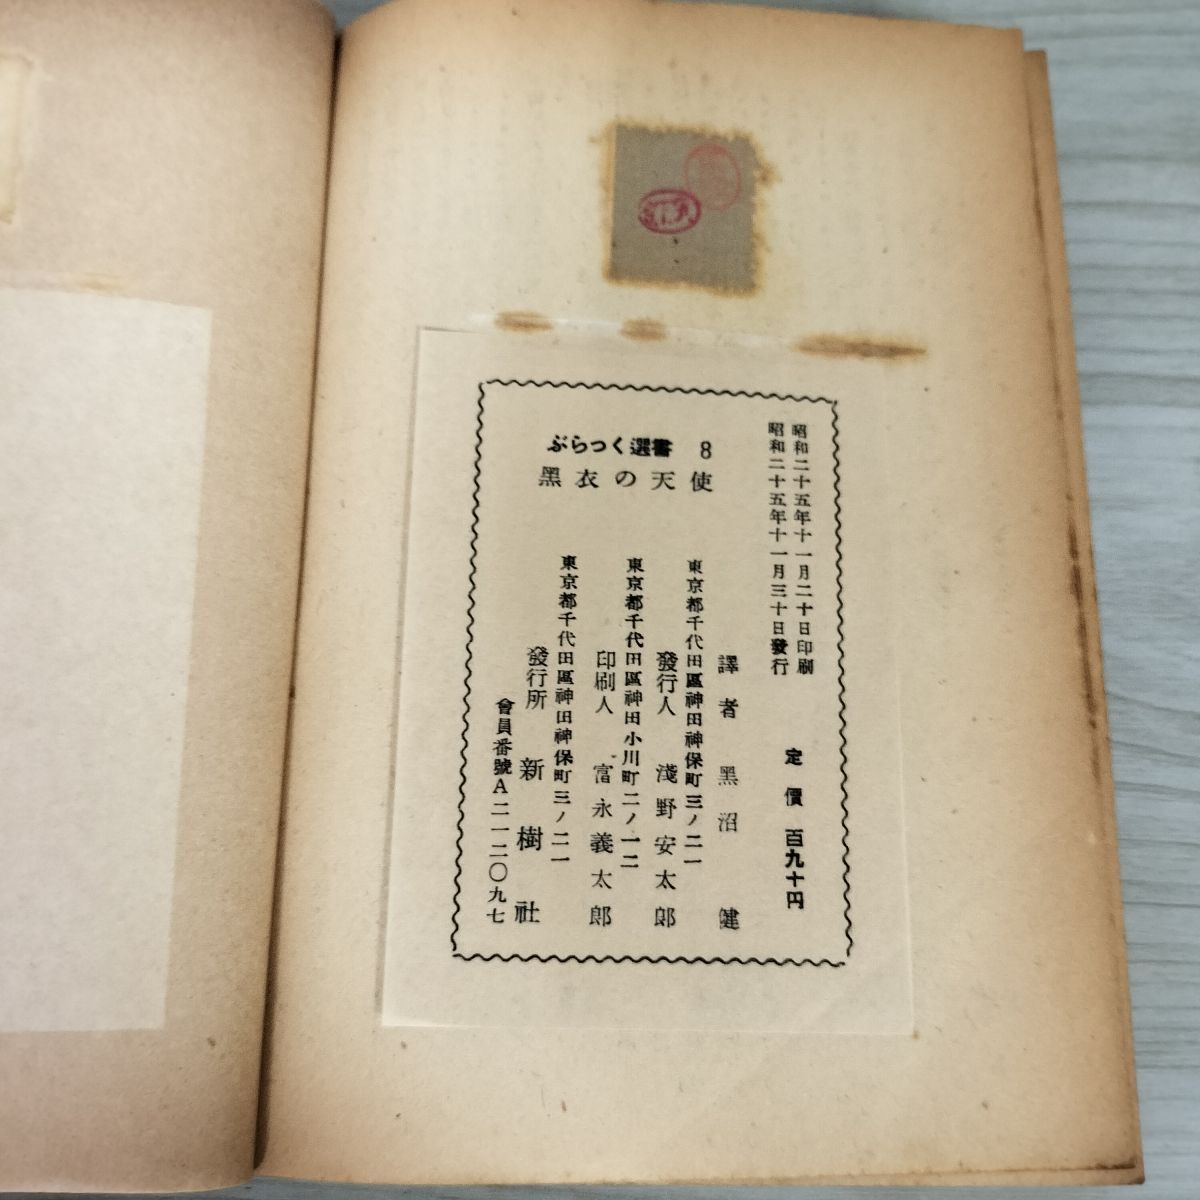 昭和二十五年十一月二十日印刷
昭和二十五年十一月三十日發行
定價 百九十円
ぶらっく選書 8
黑衣の天使
譯者 黑沼健
東京都千代田區神田神保町三ノ二一
發行人 淺野安太郎
東京都千代田區神田小川町二ノ一二
印刷人 富永義太郎
東京都千代田區神田神保町三ノ二一
發行所 新樹社
會員番號A二一二〇九七